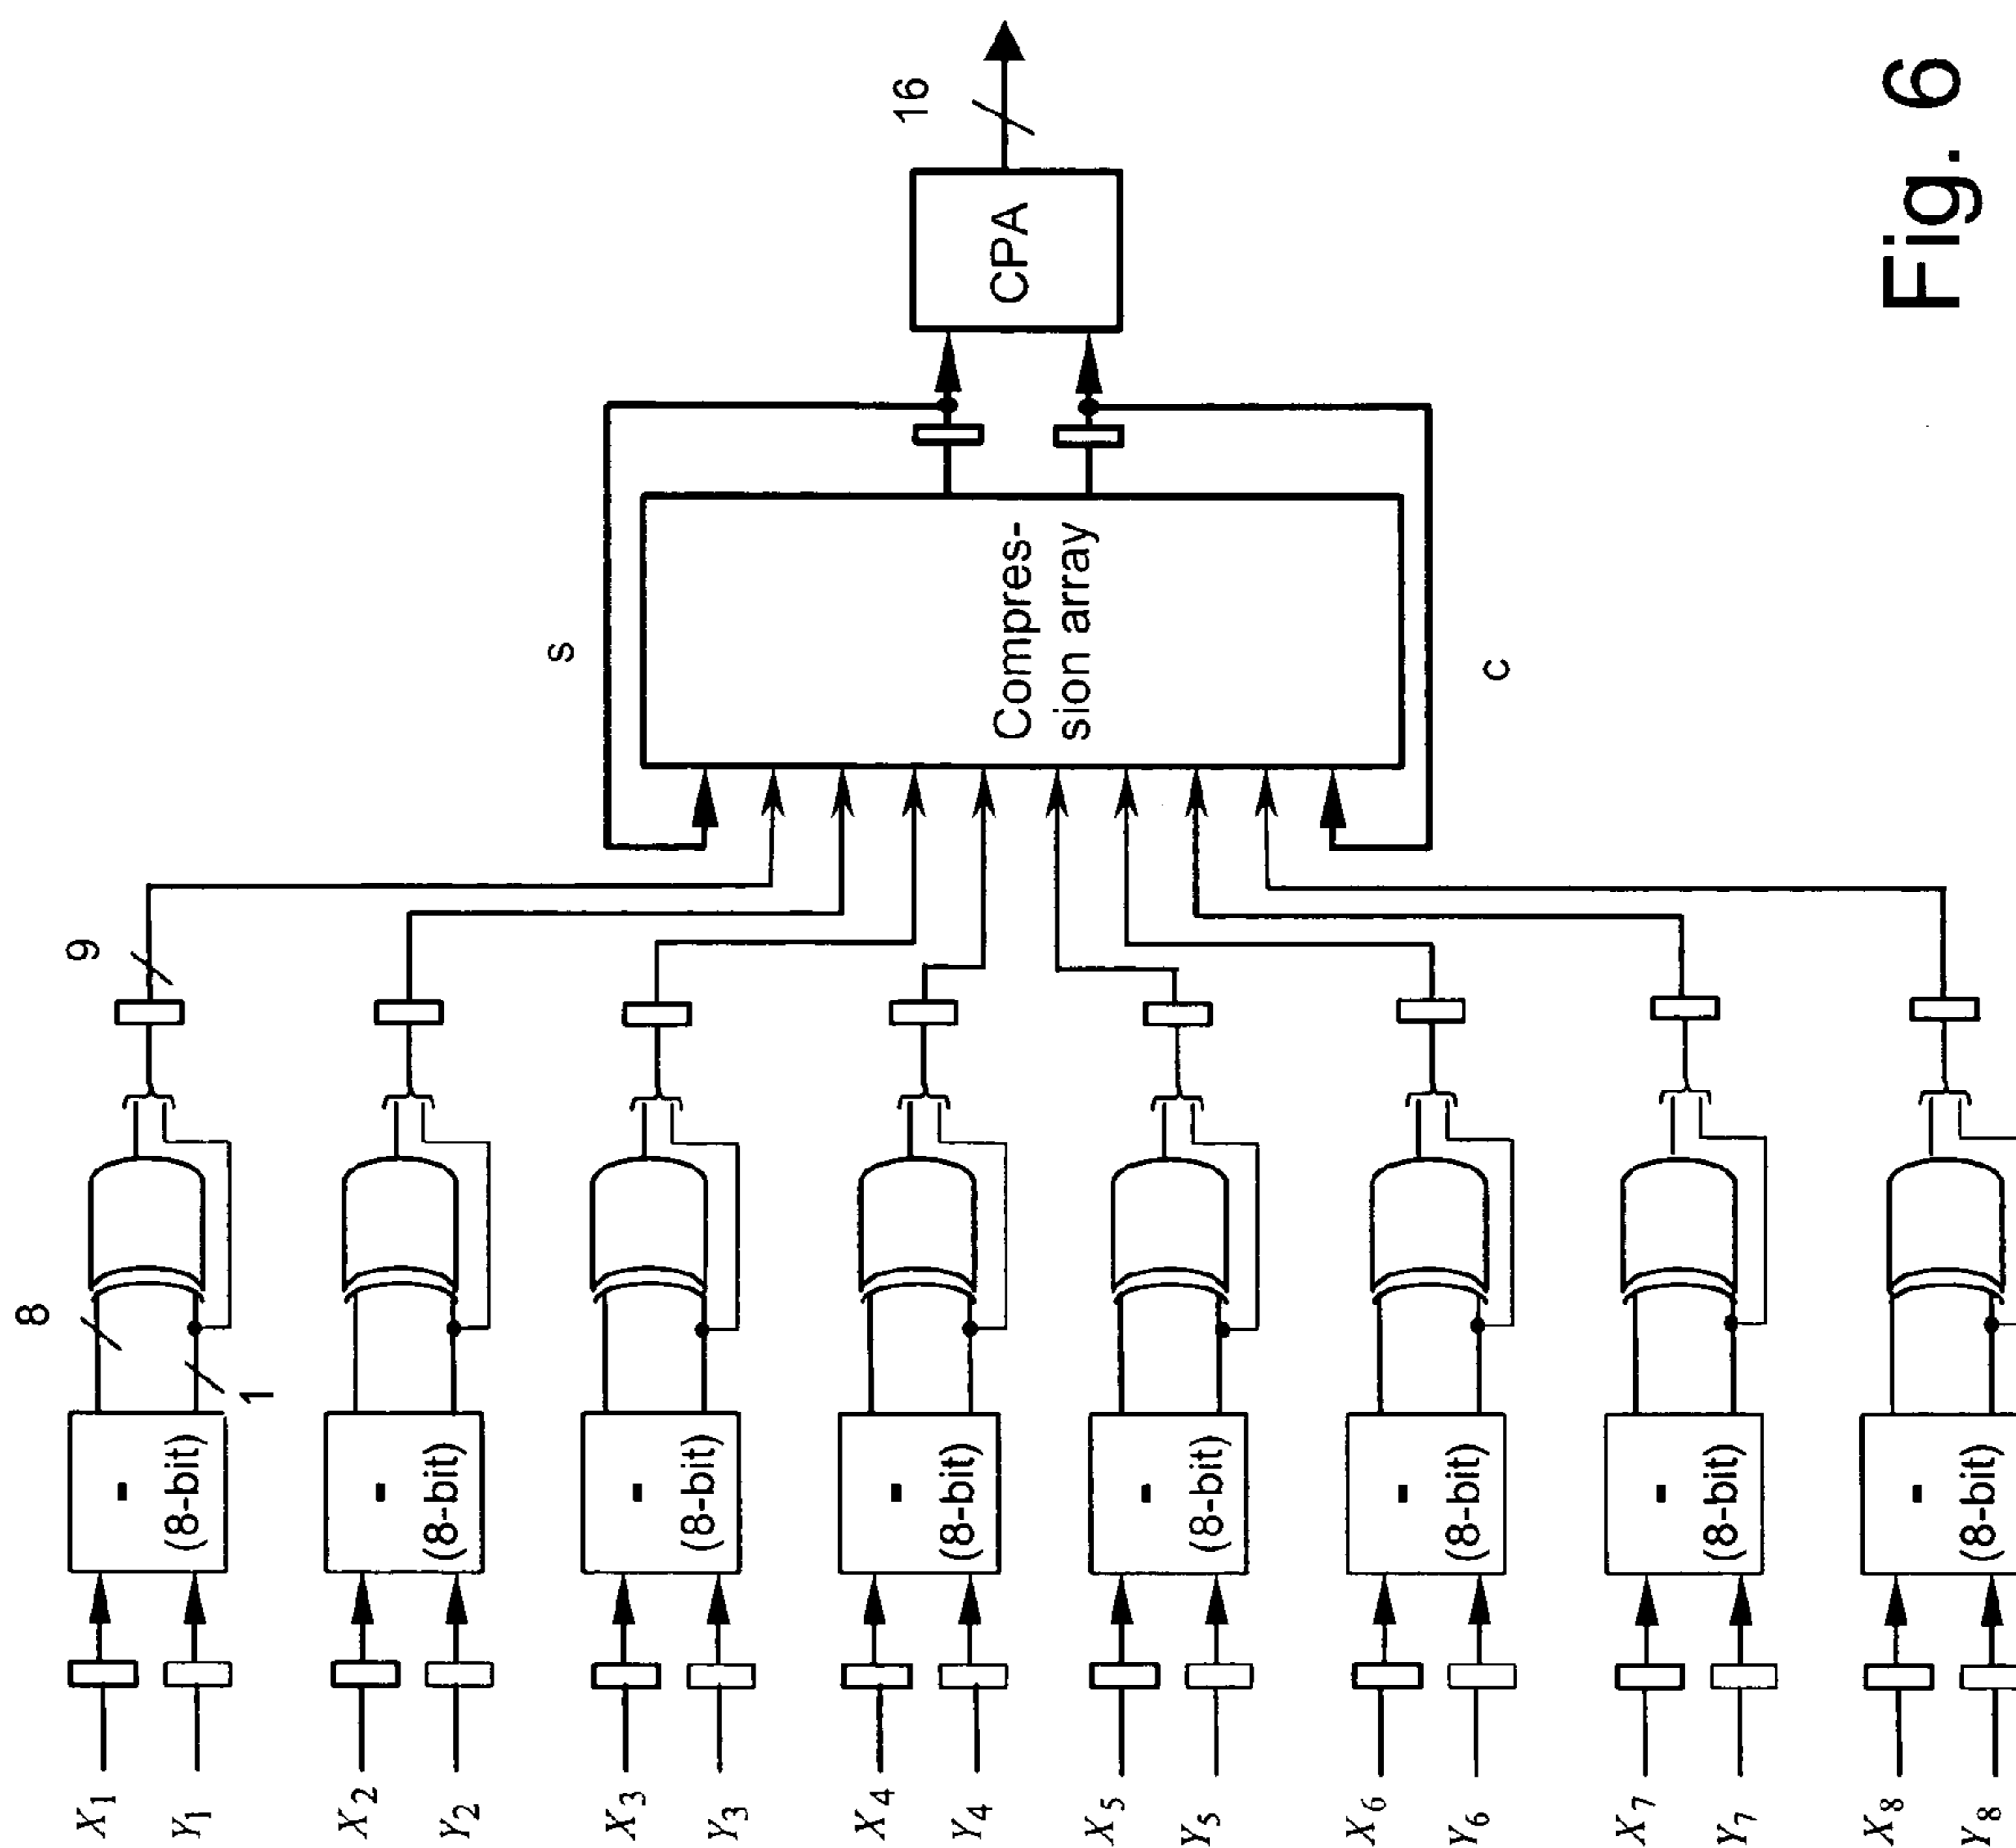 X1
Y1
X2
Y2
X3
Y3
X4
Y4
X5
Y5
X6
Y6
X7
Y7
X8
Y8
-
(8-bit)
-
(8-bit)
-
(8-bit)
-
(8-bit)
-
(8-bit)
-
(8-bit)
-
(8-bit)
-
(8-bit)
8
1
9
s
c
Compres-
sion array
CPA
16
Fig. 6